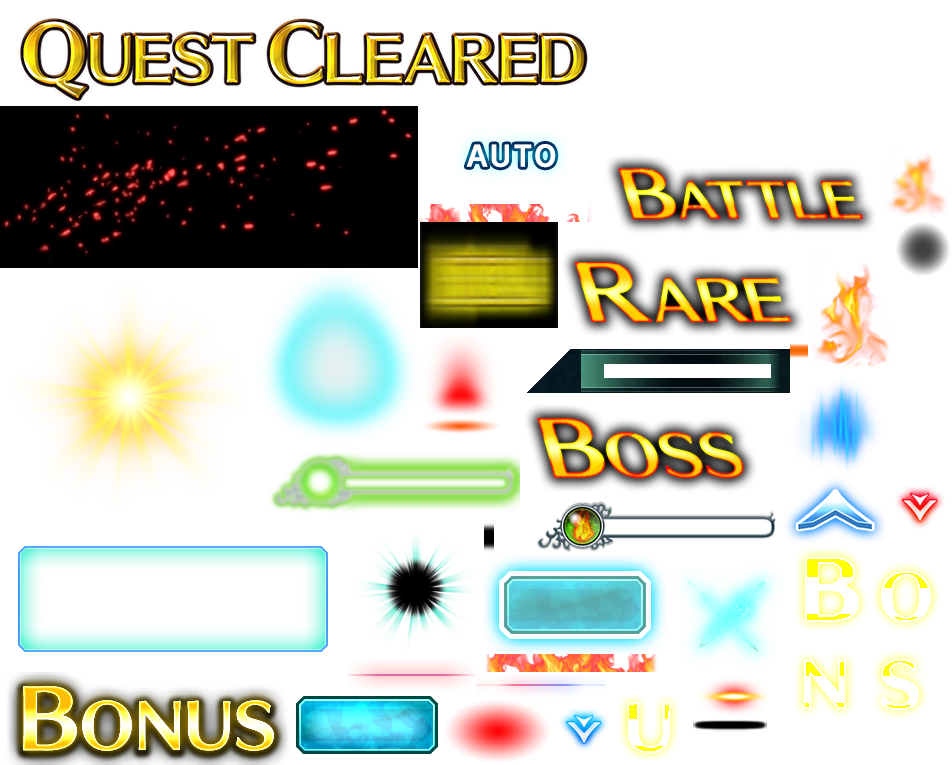 QUEST CLEARED
AUTO
BATTLE
RARE
BOSS
B O
N S
BONUS
U